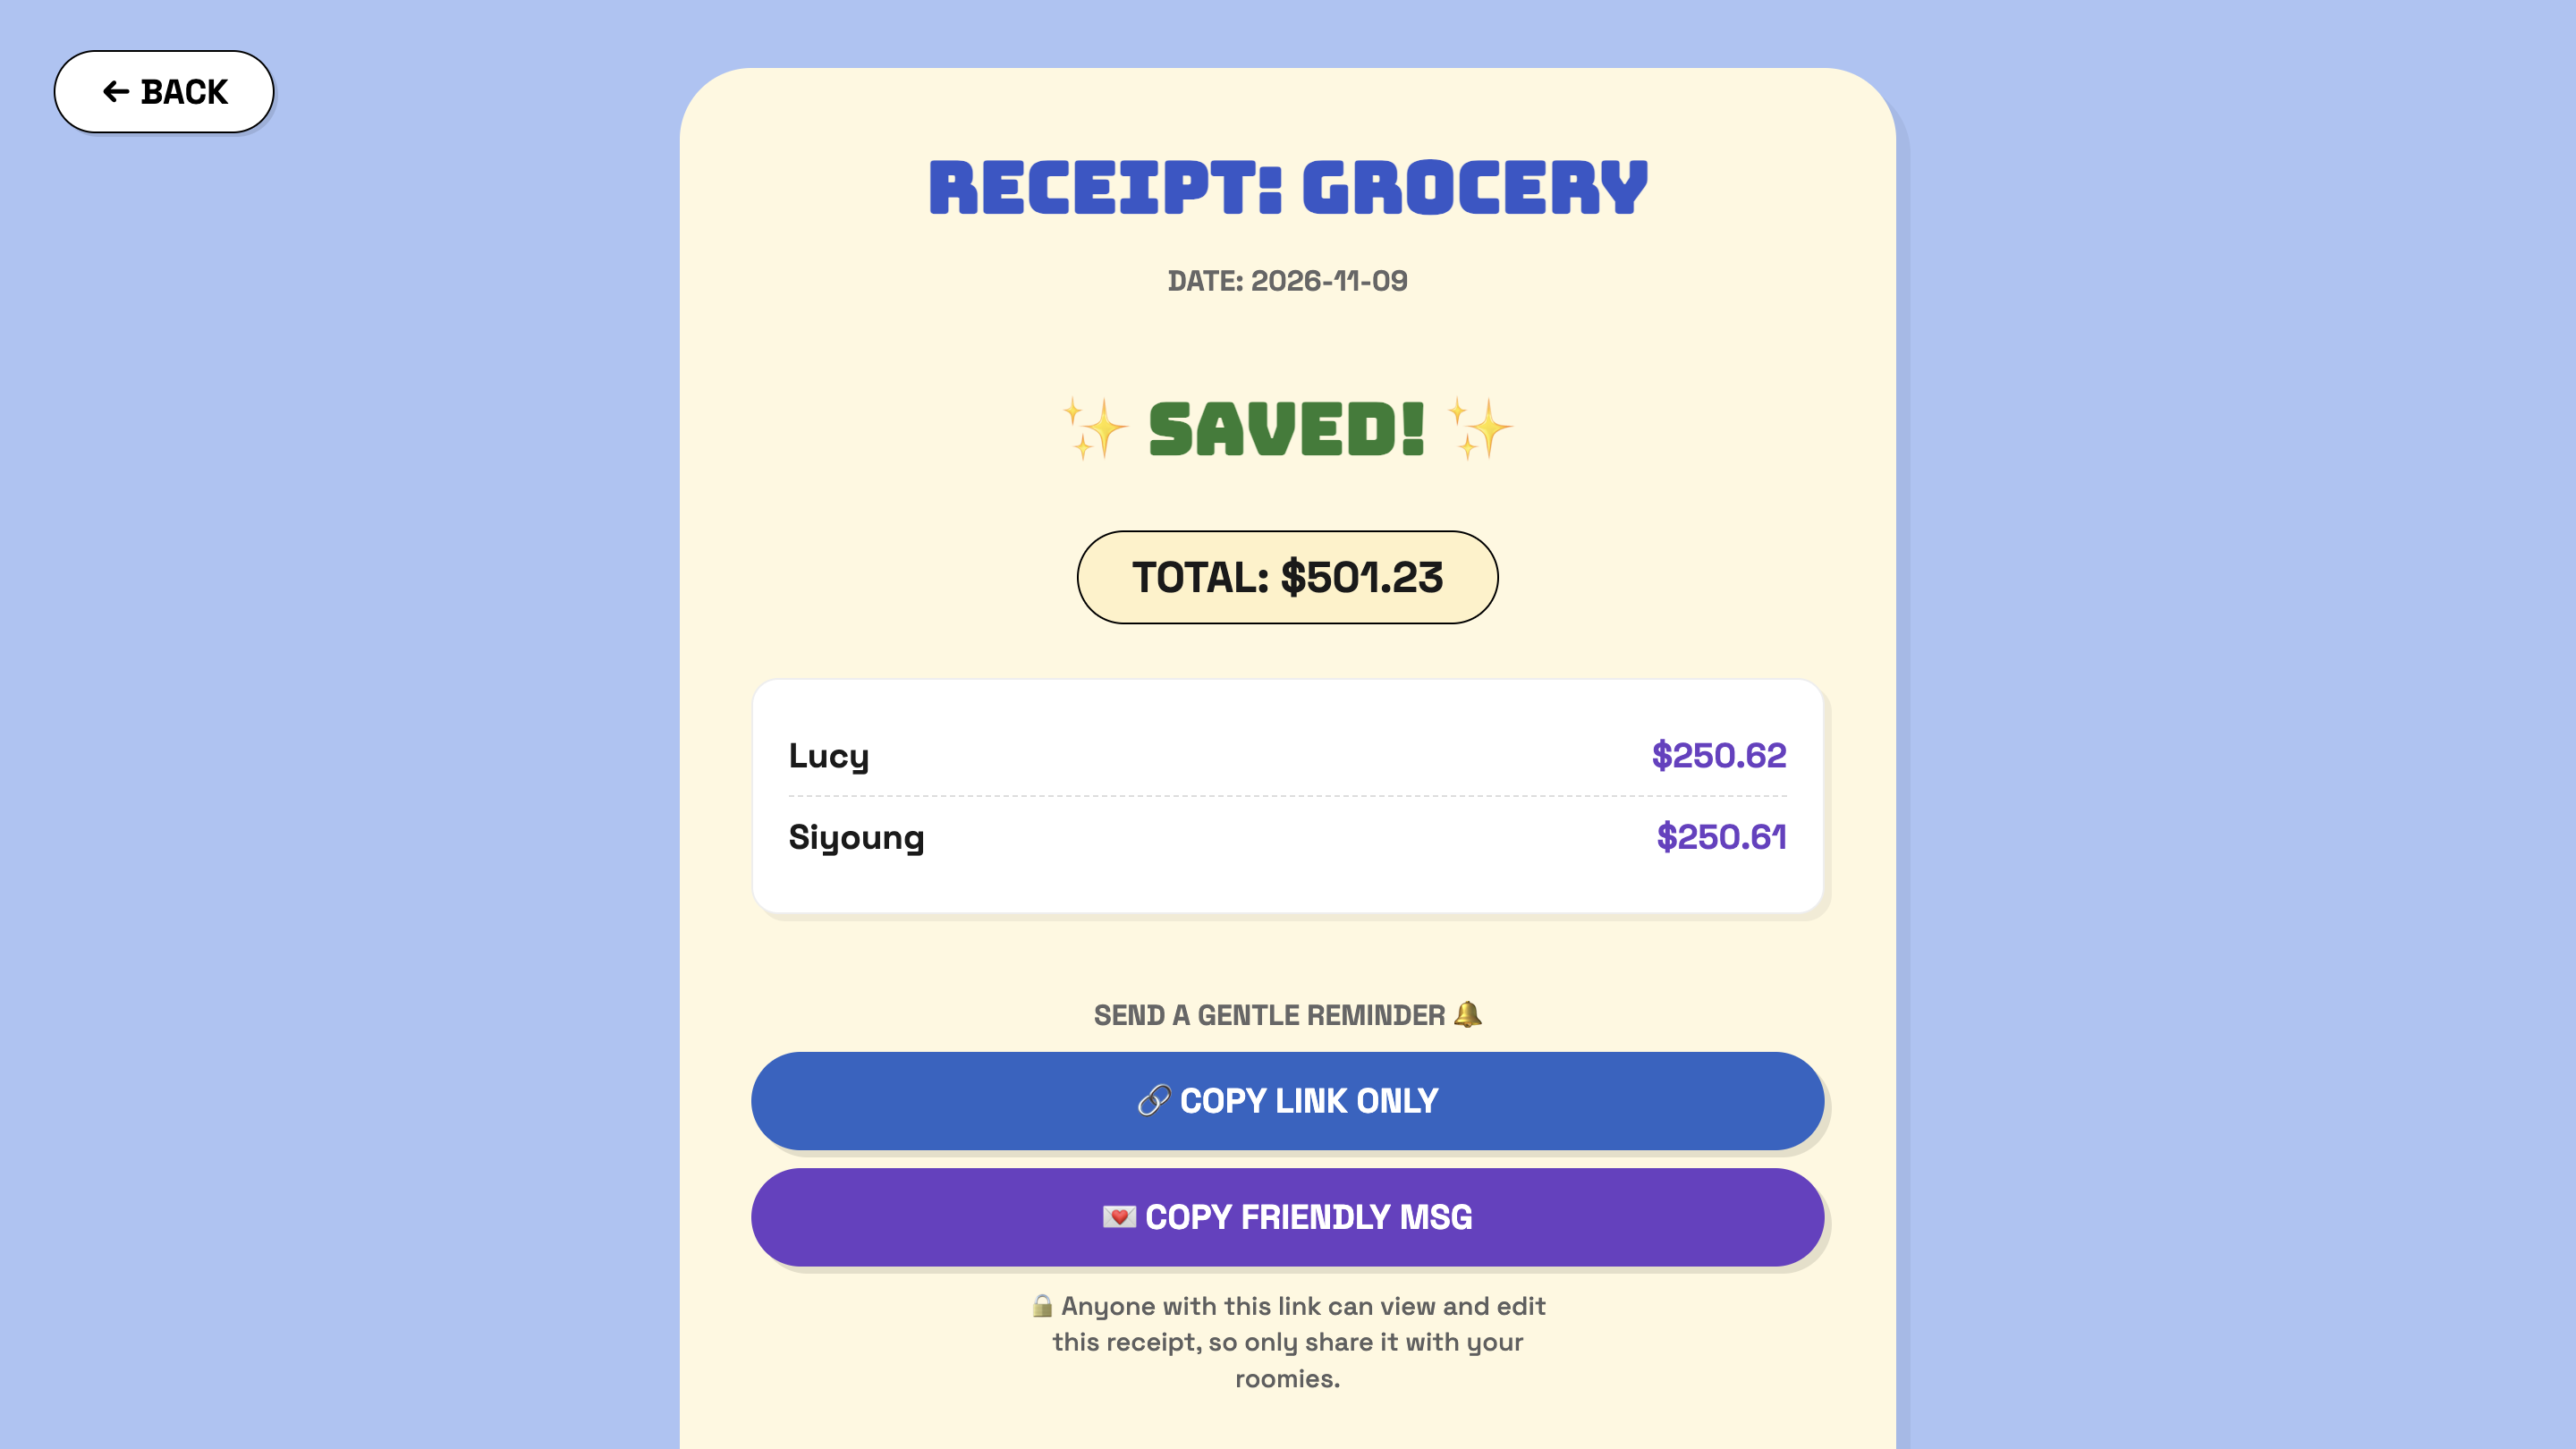 ← BACK
RECEIPT: GROCERY
DATE: 2026-11-09
✨ SAVED! ✨
TOTAL: $501.23
Lucy $250.62
Siyoung $250.61
SEND A GENTLE REMINDER 🔔
🔗 COPY LINK ONLY
💌 COPY FRIENDLY MSG
🔒 Anyone with this link can view and edit
this receipt, so only share it with your
roomies.